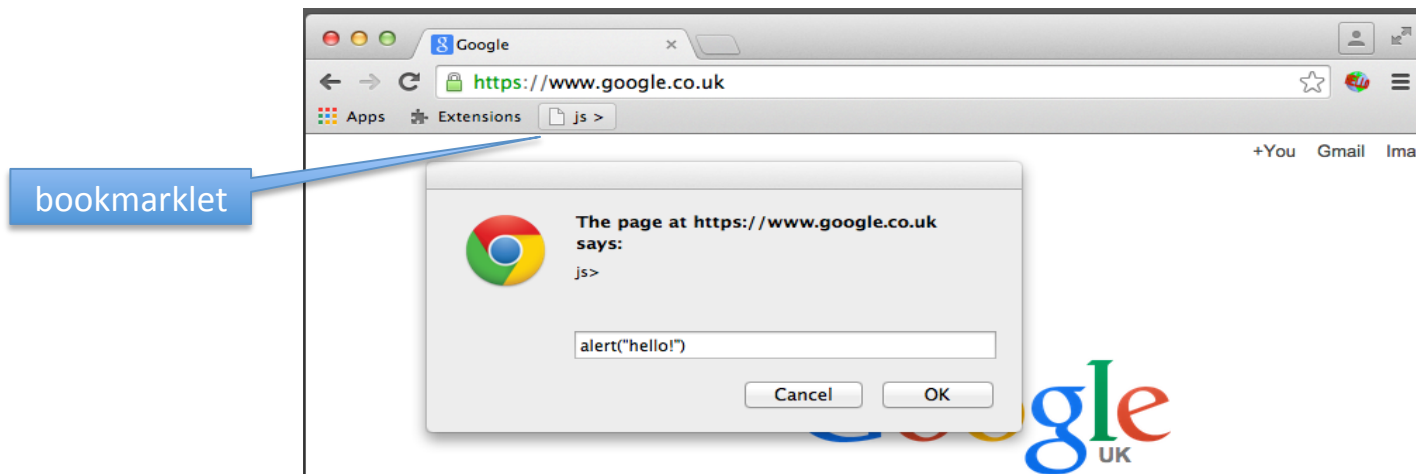 Google
https://www.google.co.uk
Apps Extensions js >
+You Gmail Ima
bookmarklet
The page at https://www.google.co.uk
says:
js>
alert("hello!")
Cancel OK
Google
UK